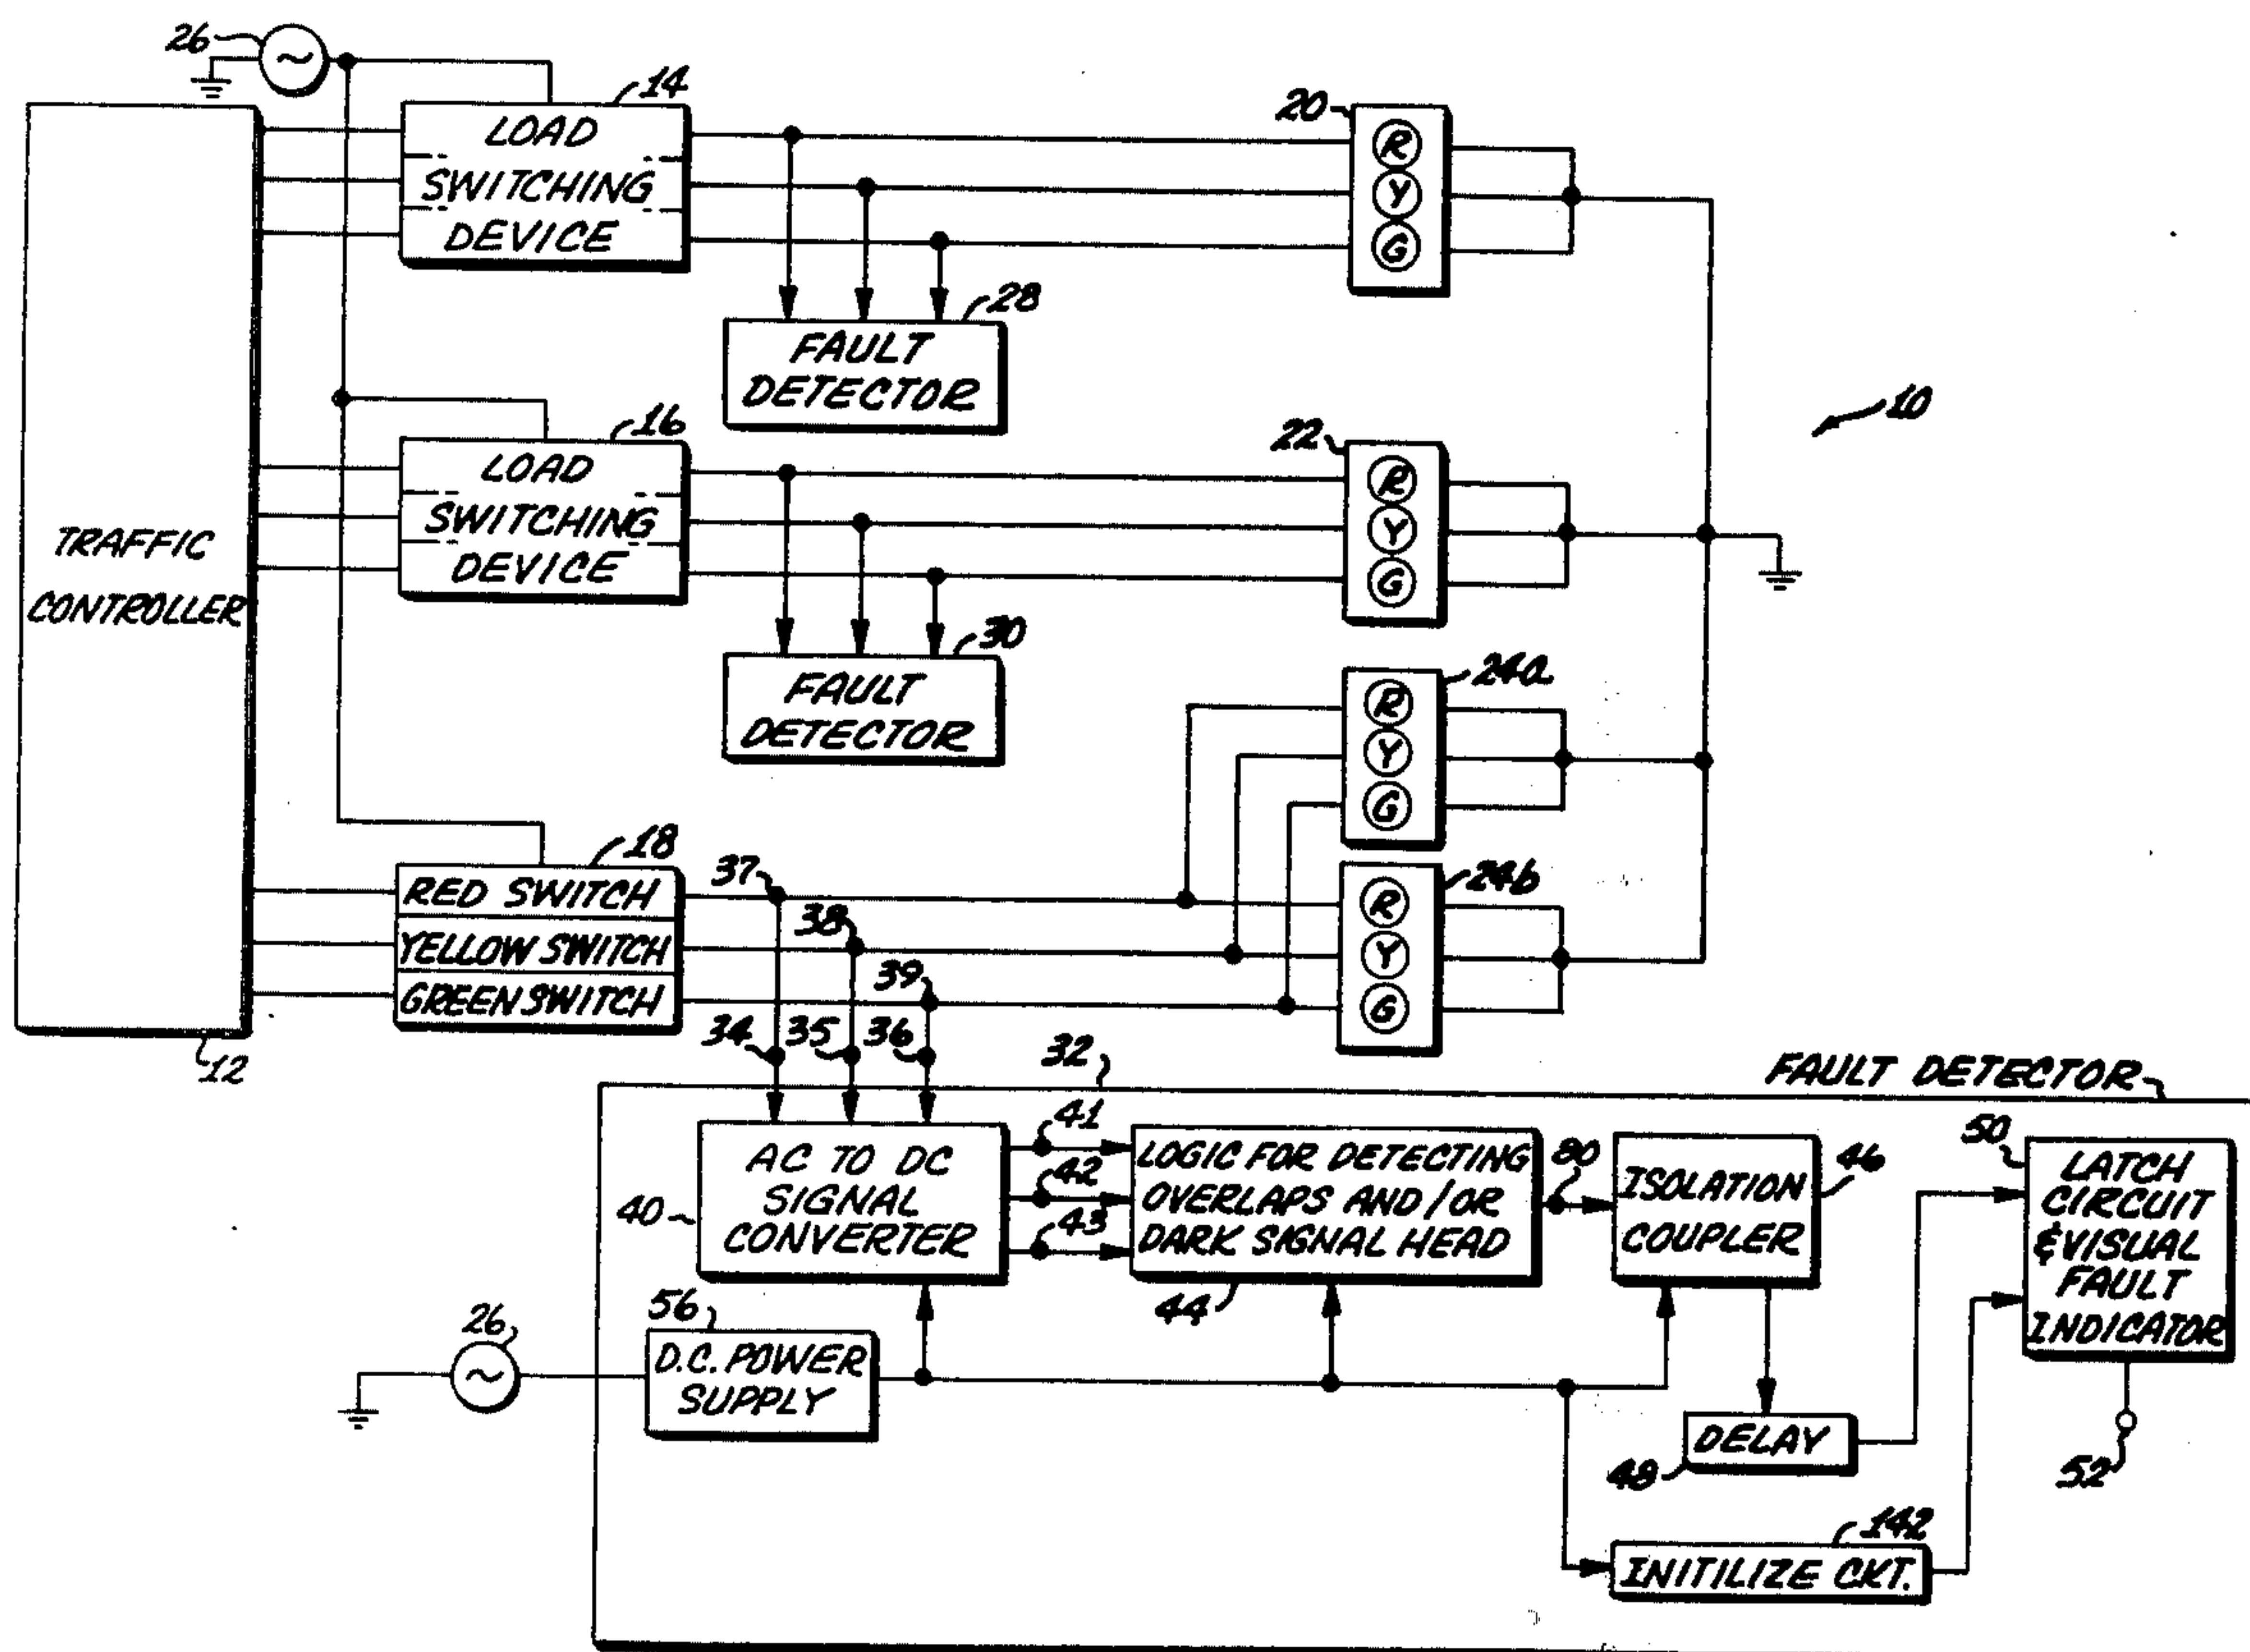 26
~
14
LOAD
SWITCHING
DEVICE
20
R
Y
G
28
FAULT
DETECTOR
10
16
LOAD
SWITCHING
DEVICE
22
R
Y
G
TRAFFIC
CONTROLLER
30
FAULT
DETECTOR
24a
R
Y
G
18
RED SWITCH
YELLOW SWITCH
GREEN SWITCH
37
38
39
24b
R
Y
G
12
34
35
36
32
FAULT DETECTOR
AC TO DC
SIGNAL
CONVERTER
40
41
42
43
LOGIC FOR DETECTING
OVERLAPS AND/OR
DARK SIGNAL HEAD
44
80
ISOLATION
COUPLER
46
50
LATCH
CIRCUIT
& VISUAL
FAULT
INDICATOR
26
~
56
D.C. POWER
SUPPLY
DELAY
48
52
142
INITILIZE CKT.